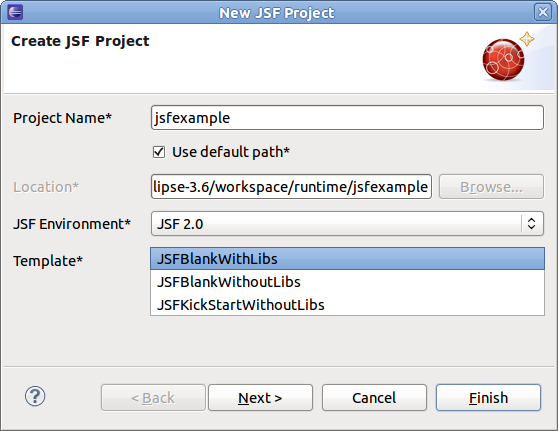 New JSF Project
Create JSF Project
Project Name* jsfexample
Use default path*
Location* lipse-3.6/workspace/runtime/jsfexample Browse...
JSF Environment* JSF 2.0
Template* JSFBlankWithLibs
JSFBlankWithoutLibs
JSFKickStartWithoutLibs
? < Back Next > Cancel Finish